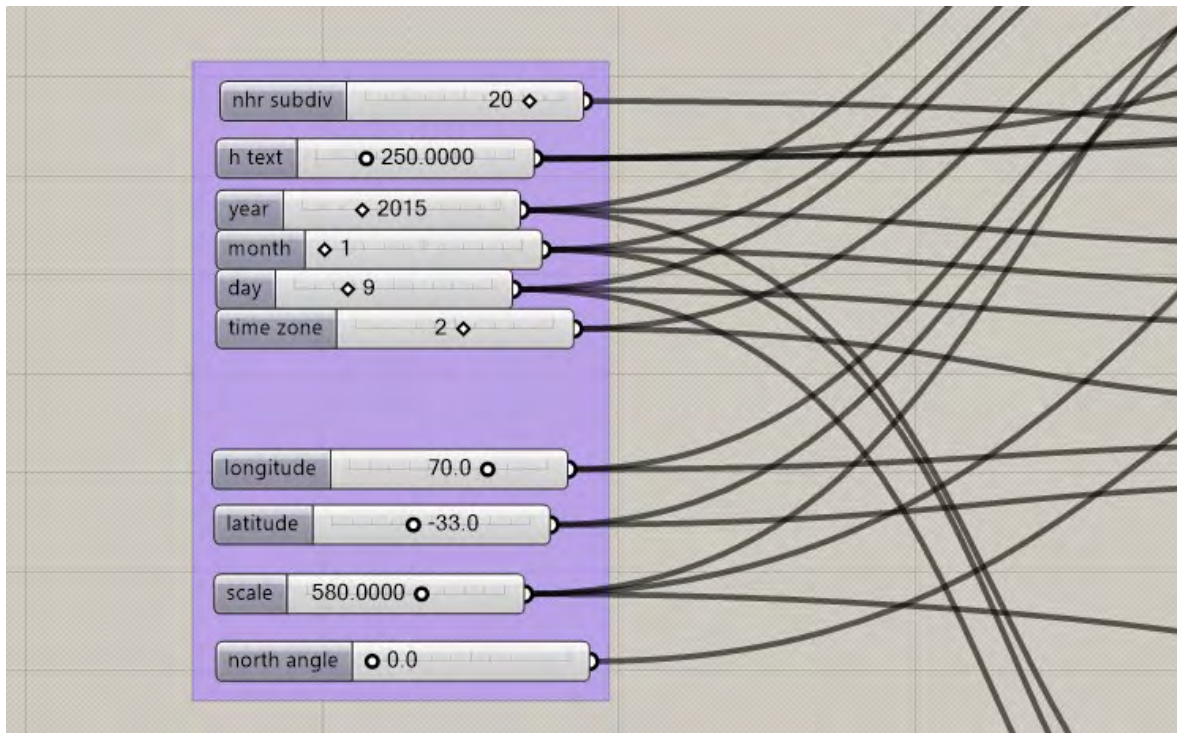 nhr subdiv 20
h text 250.0000
year 2015
month 1
day 9
time zone 2
longitude 70.0
latitude -33.0
scale 580.0000
north angle 0.0